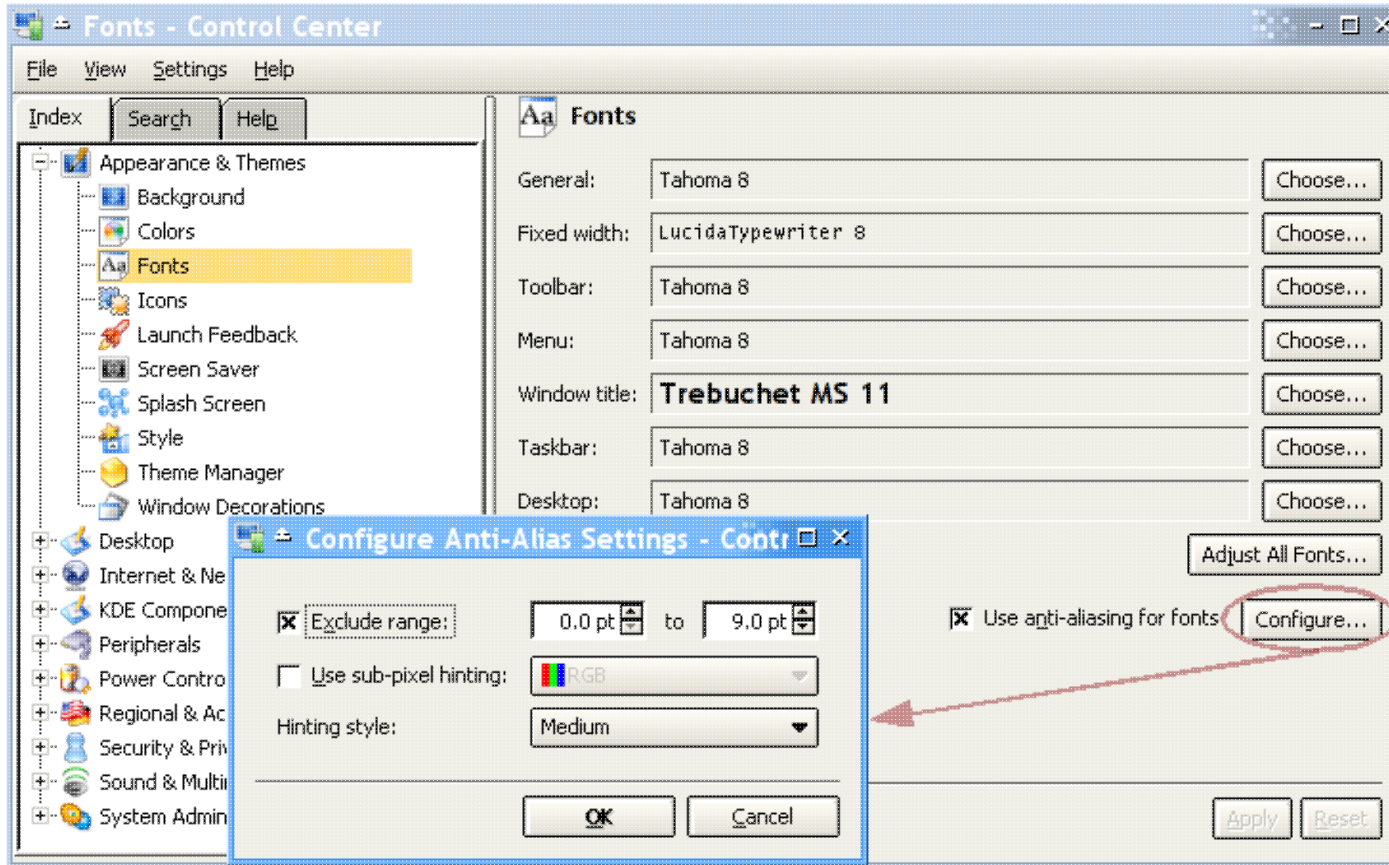 Fonts - Control Center
File View Settings Help
Index Search Help
Appearance & Themes
Background
Colors
Fonts
Icons
Launch Feedback
Screen Saver
Splash Screen
Style
Theme Manager
Window Decorations
Desktop
Internet & Ne
KDE Compone
Peripherals
Power Contro
Regional & Ac
Security & Priv
Sound & Multi
System Admin
Aa Fonts
General: Tahoma 8 Choose...
Fixed width: LucidaTypewriter 8 Choose...
Toolbar: Tahoma 8 Choose...
Menu: Tahoma 8 Choose...
Window title: Trebuchet MS 11 Choose...
Taskbar: Tahoma 8 Choose...
Desktop: Tahoma 8 Choose...
Adjust All Fonts...
Use anti-aliasing for fonts Configure...
Apply Reset
Configure Anti-Alias Settings - Contr
Exclude range: 0.0 pt to 9.0 pt
Use sub-pixel hinting: RGB
Hinting style: Medium
OK Cancel